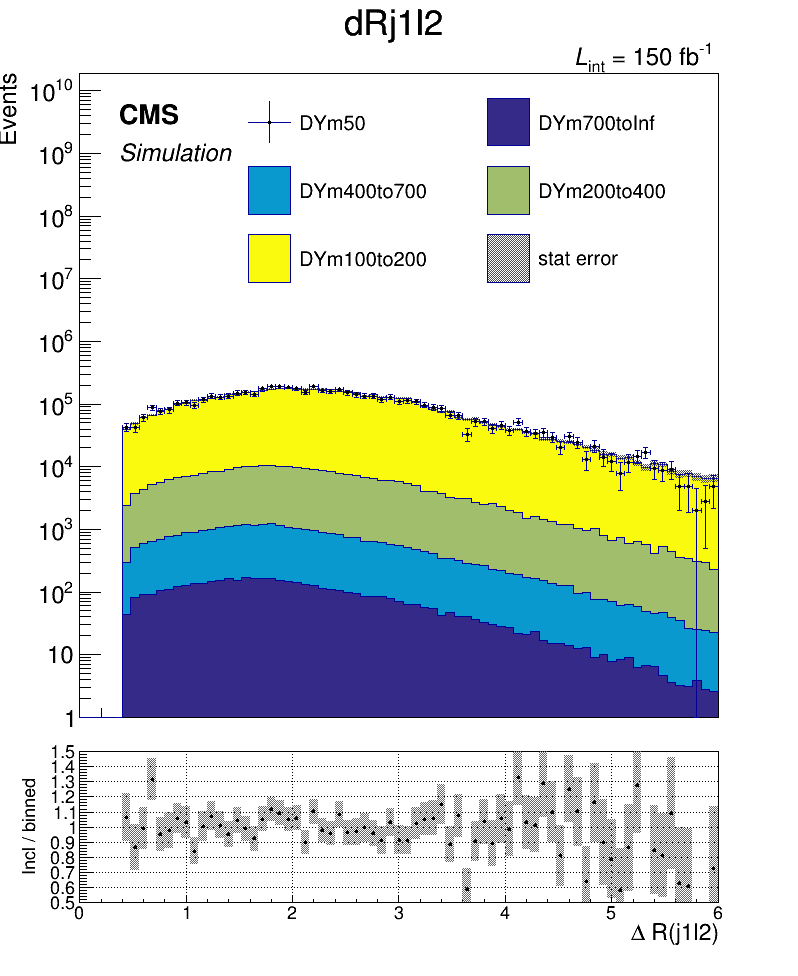 dRj1l2
L_int = 150 fb^-1
Events
CMS
Simulation
DYm50
DYm700toInf
DYm400to700
DYm200to400
DYm100to200
stat error
10^10
10^9
10^8
10^7
10^6
10^5
10^4
10^3
10^2
10
1
Incl / binned
1.5
1.4
1.3
1.2
1.1
1
0.9
0.8
0.7
0.6
0.5
0 1 2 3 4 5 6
Δ R(j1l2)